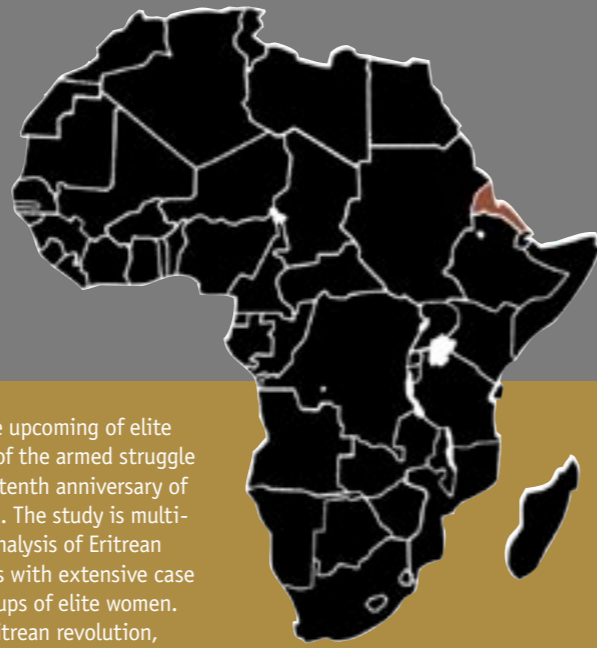 upcoming of elite
of the armed struggle
tenth anniversary of
. The study is multi-
nalysis of Eritrean
s with extensive case
ups of elite women.
itrean revolution,